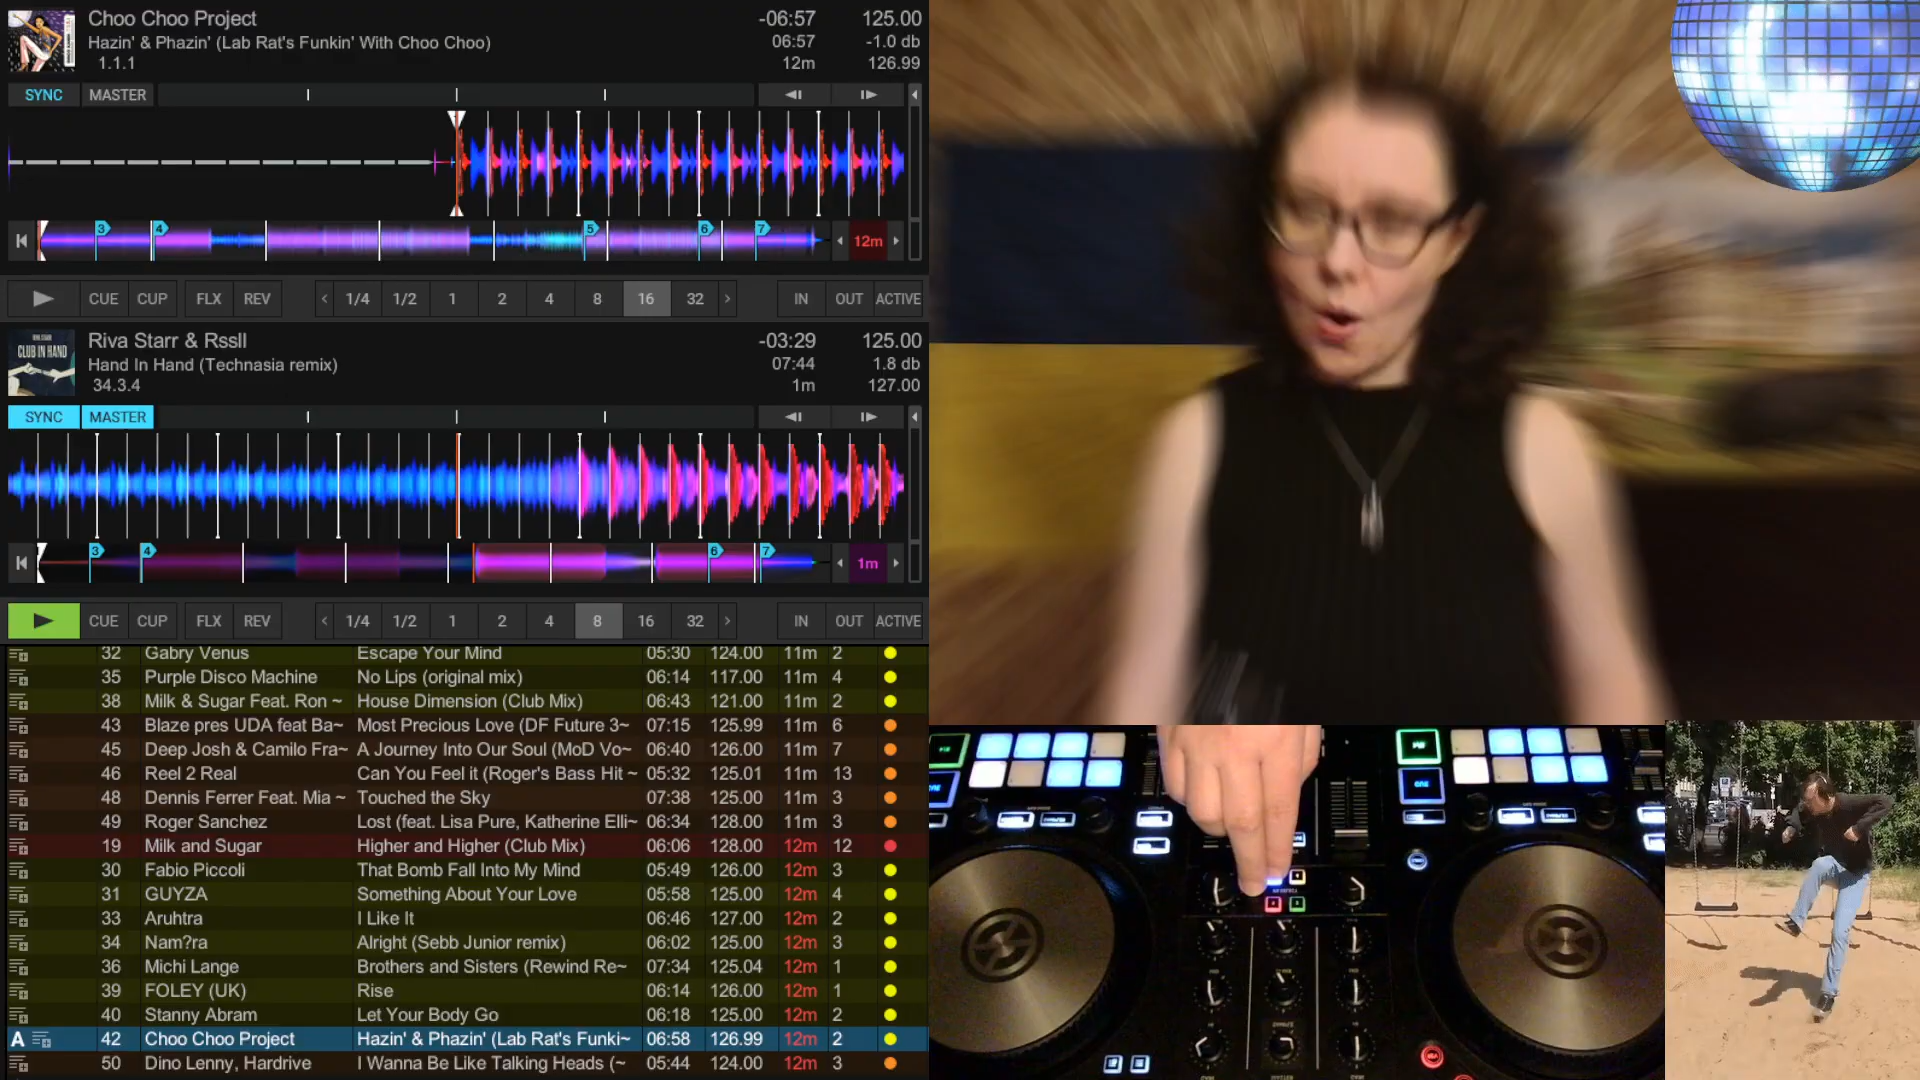 Choo Choo Project -06:57 125.00
Hazin' & Phazin' (Lab Rat's Funkin' With Choo Choo) 06:57 -1.0 db
1.1.1 12m 126.99
SYNC MASTER
3 4 5 6 7 12m
CUE CUP FLX REV 1/4 1/2 1 2 4 8 16 32 IN OUT ACTIVE
Riva Starr & Rssll -03:29 125.00
CLUB IN HAND
Hand In Hand (Technasia remix) 07:44 1.8 db
34.3.4 1m 127.00
SYNC MASTER
3 4 6 7 1m
CUE CUP FLX REV 1/4 1/2 1 2 4 8 16 32 IN OUT ACTIVE
32 Gabry Venus Escape Your Mind 05:30 124.00 11m 2
35 Purple Disco Machine No Lips (original mix) 06:14 117.00 11m 4
38 Milk & Sugar Feat. Ron ~ House Dimension (Club Mix) 06:43 121.00 11m 2
43 Blaze pres UDA feat Ba~ Most Precious Love (DF Future 3~ 07:15 125.99 11m 6
45 Deep Josh & Camilo Fra~ A Journey Into Our Soul (MoD Vo~ 06:40 126.00 11m 7
46 Reel 2 Real Can You Feel it (Roger's Bass Hit ~ 05:32 125.01 11m 13
48 Dennis Ferrer Feat. Mia ~ Touched the Sky 07:38 125.00 11m 3
49 Roger Sanchez Lost (feat. Lisa Pure, Katherine Elli~ 06:34 128.00 11m 3
19 Milk and Sugar Higher and Higher (Club Mix) 06:06 128.00 12m 12
30 Fabio Piccoli That Bomb Fall Into My Mind 05:49 126.00 12m 3
31 GUYZA Something About Your Love 05:58 125.00 12m 4
33 Aruhtra I Like It 06:46 127.00 12m 2
34 Nam?ra Alright (Sebb Junior remix) 06:02 125.00 12m 3
36 Michi Lange Brothers and Sisters (Rewind Re~ 07:34 125.04 12m 1
39 FOLEY (UK) Rise 06:14 126.00 12m 1
40 Stanny Abram Let Your Body Go 06:18 125.00 12m 2
A 42 Choo Choo Project Hazin' & Phazin' (Lab Rat's Funki~ 06:58 126.99 12m 2
50 Dino Lenny, Hardrive I Wanna Be Like Talking Heads (~ 05:44 124.00 12m 3